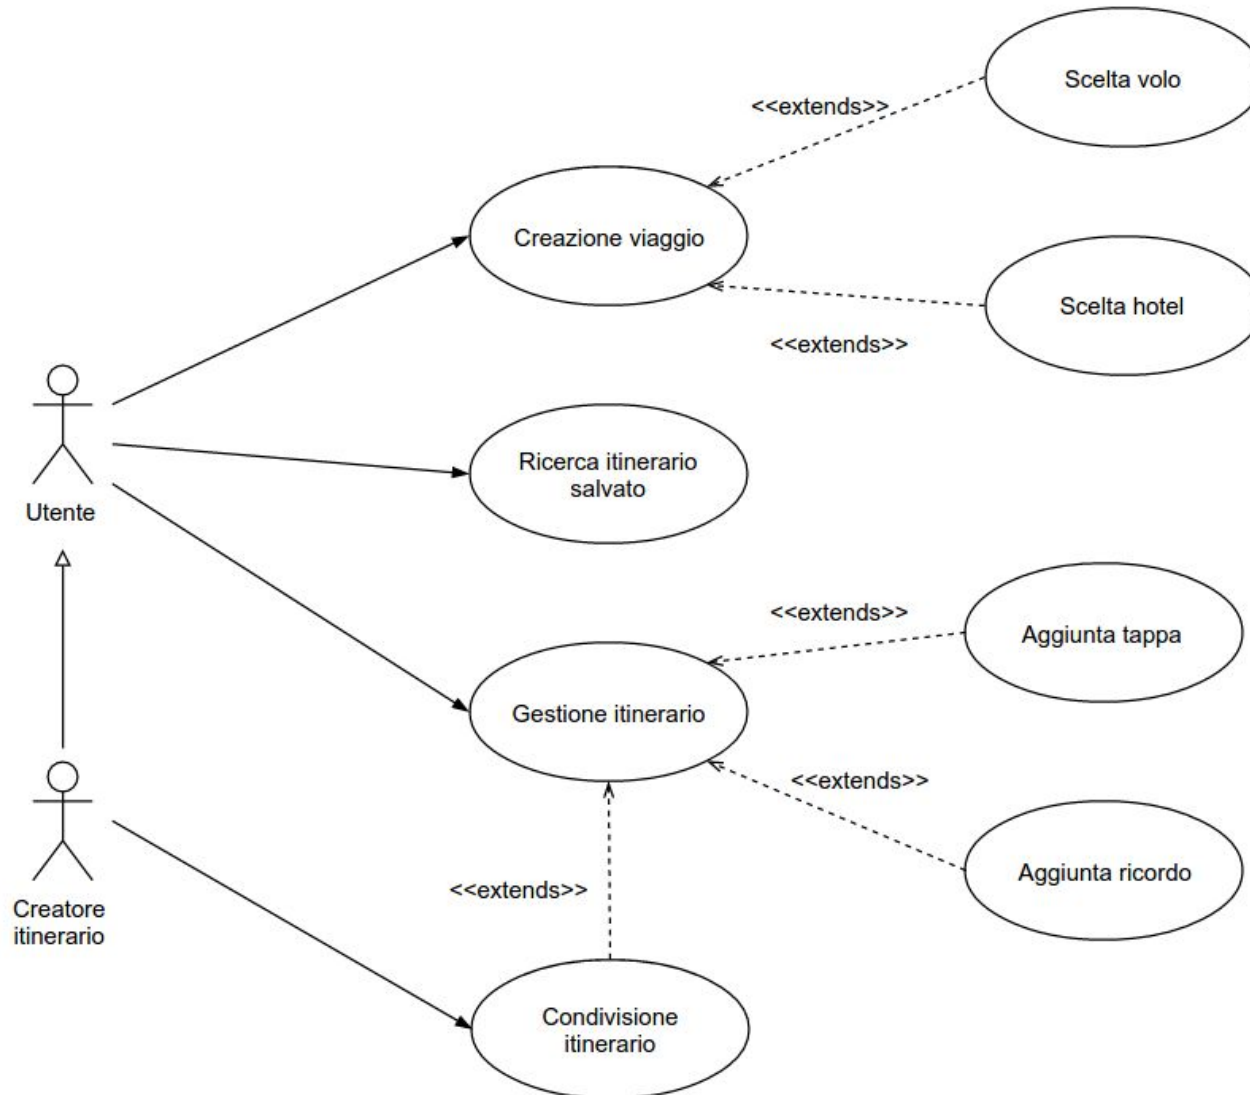 Scelta volo
<<extends>>
Creazione viaggio
Scelta hotel
<<extends>>
Ricerca itinerario
salvato
Utente
<<extends>>
Aggiunta tappa
Gestione itinerario
<<extends>>
Aggiunta ricordo
<<extends>>
Creatore
itinerario
Condivisione
itinerario